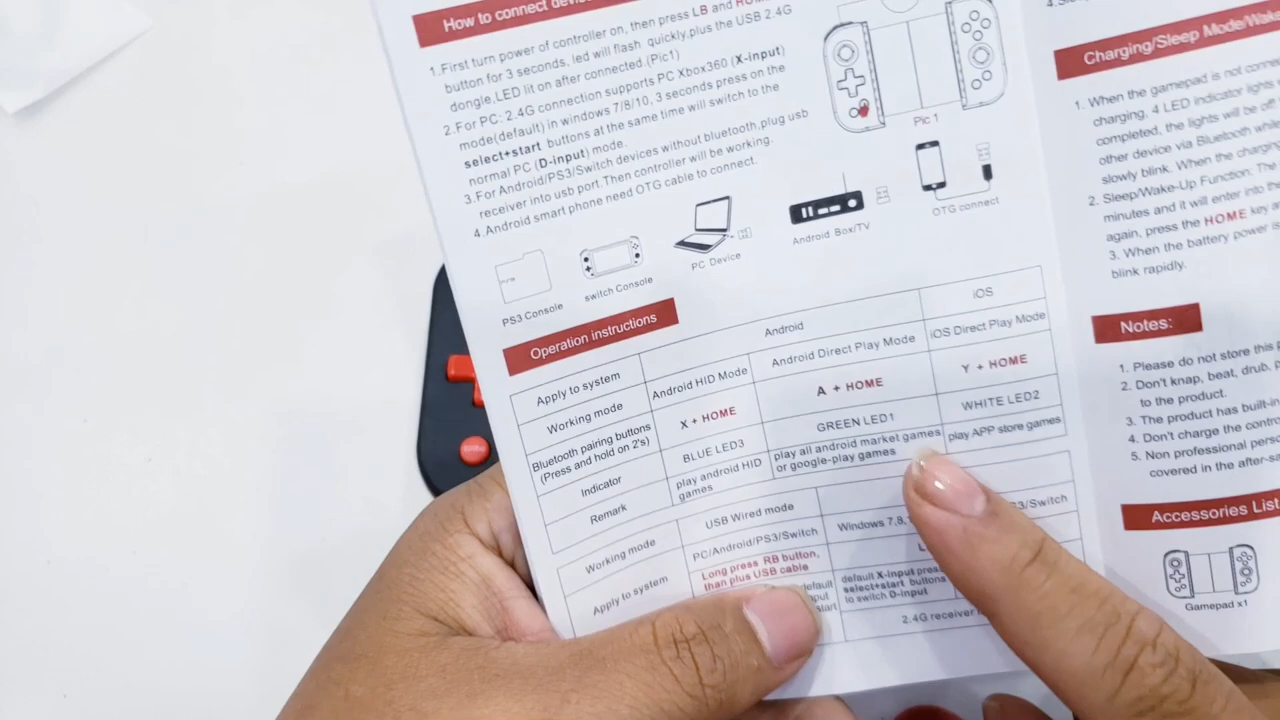 How to connect
1.First turn power of controller on, then press LB and
button for 3 seconds, led will flash quickly,plus the USB 2.4G
dongle,LED lit on after connected.(Pic1)
2.For PC: 2.4G connection supports PC Xbox360 (X-input)
mode(default) in windows 7/8/10, 3 seconds press on the
select+start buttons at the same time will switch to the
normal PC (D-input) mode.
3.For Android/PS3/Switch devices without bluetooth,plug usb
receiver into usb port.Then controller will be working.
4.Android smart phone need OTG cable to connect.
Pic 1
PS3 Console
switch Console
PC Device
Android Box/TV
OTG connect
Operation instructions
Apply to system
Android
iOS
Working mode
Android HID Mode
Android Direct Play Mode
iOS Direct Play Mode
Bluetooth pairing buttons
(Press and hold on 2's)
X + HOME
A + HOME
Y + HOME
Indicator
BLUE LED3
GREEN LED1
WHITE LED2
Remark
play android HID
games
play all android market games
or google-play games
play APP store games
Working mode
USB Wired mode
Apply to system
PC/Android/PS3/Switch
Windows 7,8,
/Switch
Long press RB button,
than plus USB cable
default
start
default X-input press
select+start buttons
to switch D-input
2.4G receiver
Charging/Sleep Mode/
1. When the gamepad is not
charging, 4 LED indicator lights
completed, the lights will be off
other device via Bluetooth
slowly blink. When the
2. Sleep/Wake-Up Function. The
minutes and it will enter into the
again, press the HOME key
3. When the battery power is
blink rapidly.
Notes:
1. Please do not store this
2. Don't knap, beat, drub,
to the product.
3. The product has built-in
4. Don't charge the
5. Non professional
covered in the
Accessories List
Gamepad x1